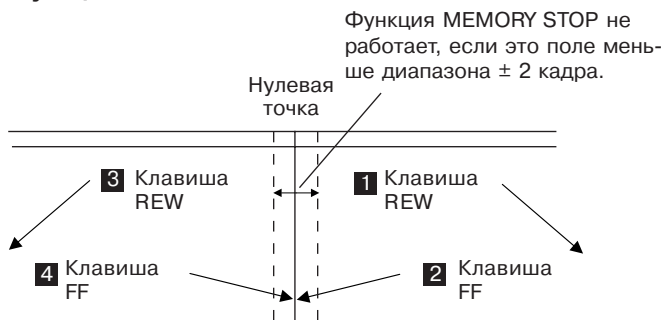 Функция MEMORY STOP не
работает, если это поле мень-
ше диапазона ± 2 кадра.
Нулевая
точка
3 Клавиша
REW
1 Клавиша
REW
4 Клавиша
FF
2 Клавиша
FF